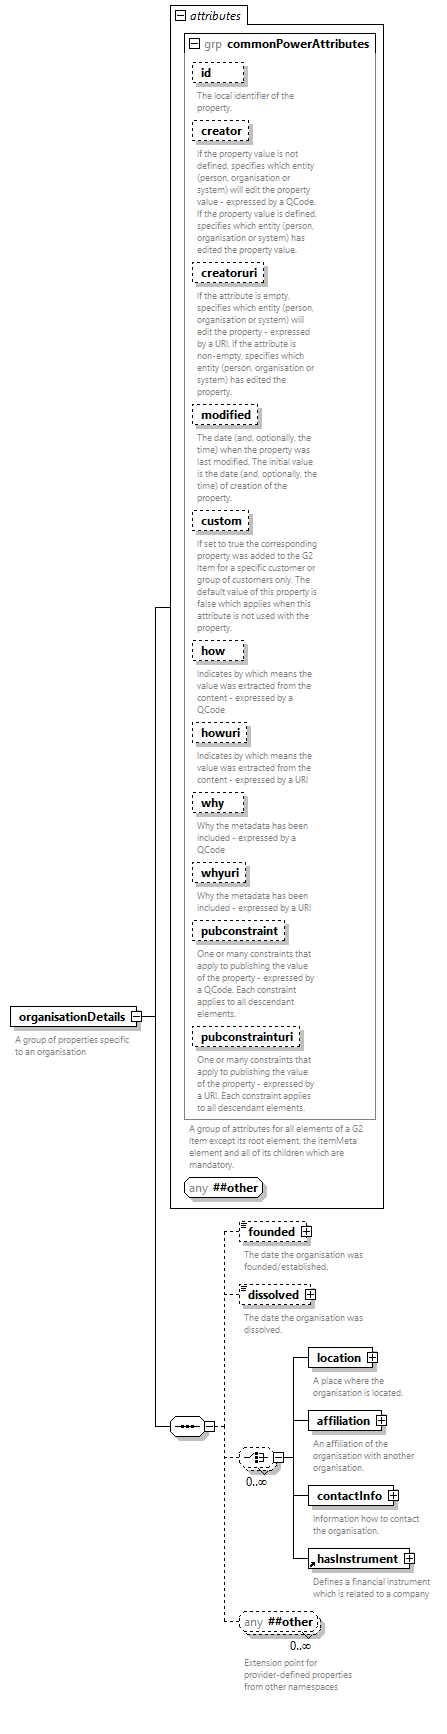 attributes
grp commonPowerAttributes
id
The local identifier of the
property.
creator
If the property value is not
defined, specifies which entity
(person, organisation or
system) will edit the property
value - expressed by a QCode.
If the property value is defined,
specifies which entity (person,
organisation or system) has
edited the property value.
creatoruri
If the attribute is empty,
specifies which entity (person,
organisation or system) will
edit the property - expressed
by a URI. If the attribute is
non-empty, specifies which
entity (person, organisation or
system) has edited the
property.
modified
The date (and, optionally, the
time) when the property was
last modified. The initial value
is the date (and, optionally, the
time) of creation of the
property.
custom
If set to true the corresponding
property was added to the G2
Item for a specific customer or
group of customers only. The
default value of this property is
false which applies when this
attribute is not used with the
property.
how
Indicates by which means the
value was extracted from the
content - expressed by a
QCode
howuri
Indicates by which means the
value was extracted from the
content - expressed by a URI
why
Why the metadata has been
included - expressed by a
QCode
whyuri
Why the metadata has been
included - expressed by a URI
pubconstraint
One or many constraints that
apply to publishing the value
of the property - expressed by
a QCode. Each constraint
applies to all descendant
elements.
pubconstrainturi
One or many constraints that
apply to publishing the value
of the property - expressed by
a URI. Each constraint applies
to all descendant elements.
A group of attributes for all elements of a G2
Item except its root element, the itemMeta
element and all of its children which are
mandatory.
any ##other
organisationDetails
A group of properties specific
to an organisation
founded
The date the organisation was
founded/established.
dissolved
The date the organisation was
dissolved.
location
A place where the
organisation is located.
affiliation
An affiliation of the
organisation with another
organisation.
0..∞
contactInfo
Information how to contact
the organisation.
hasInstrument
Defines a financial instrument
which is related to a company
any ##other
0..∞
Extension point for
provider-defined properties
from other namespaces